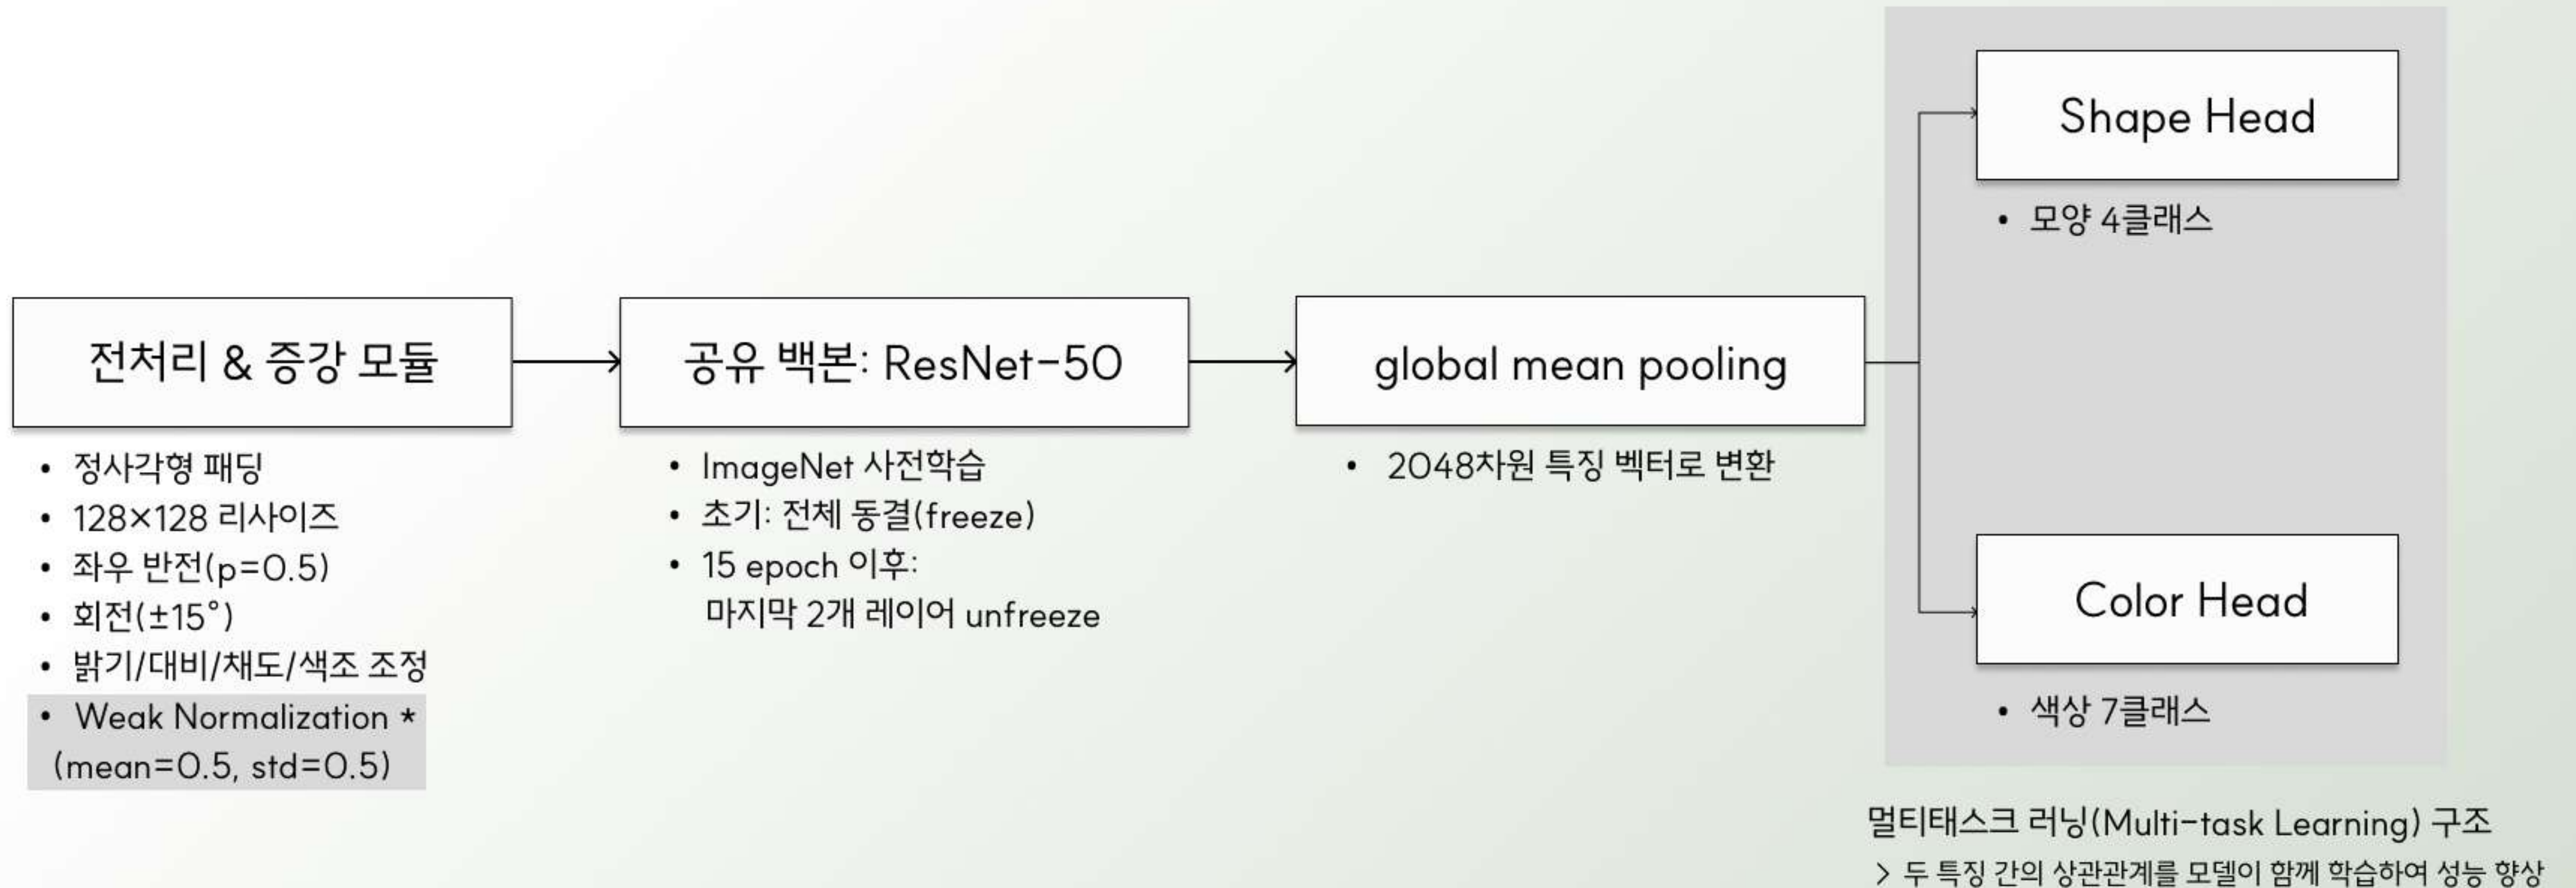 전처리 & 증강 모듈
• 정사각형 패딩
• 128×128 리사이즈
• 좌우 반전(p=0.5)
• 회전(±15°)
• 밝기/대비/채도/색조 조정
• Weak Normalization *
(mean=0.5, std=0.5)
공유 백본: ResNet-50
• ImageNet 사전학습
• 초기: 전체 동결(freeze)
• 15 epoch 이후:
마지막 2개 레이어 unfreeze
global mean pooling
• 2048차원 특징 벡터로 변환
Shape Head
• 모양 4클래스
Color Head
• 색상 7클래스
멀티태스크 러닝(Multi-task Learning) 구조
> 두 특징 간의 상관관계를 모델이 함께 학습하여 성능 향상